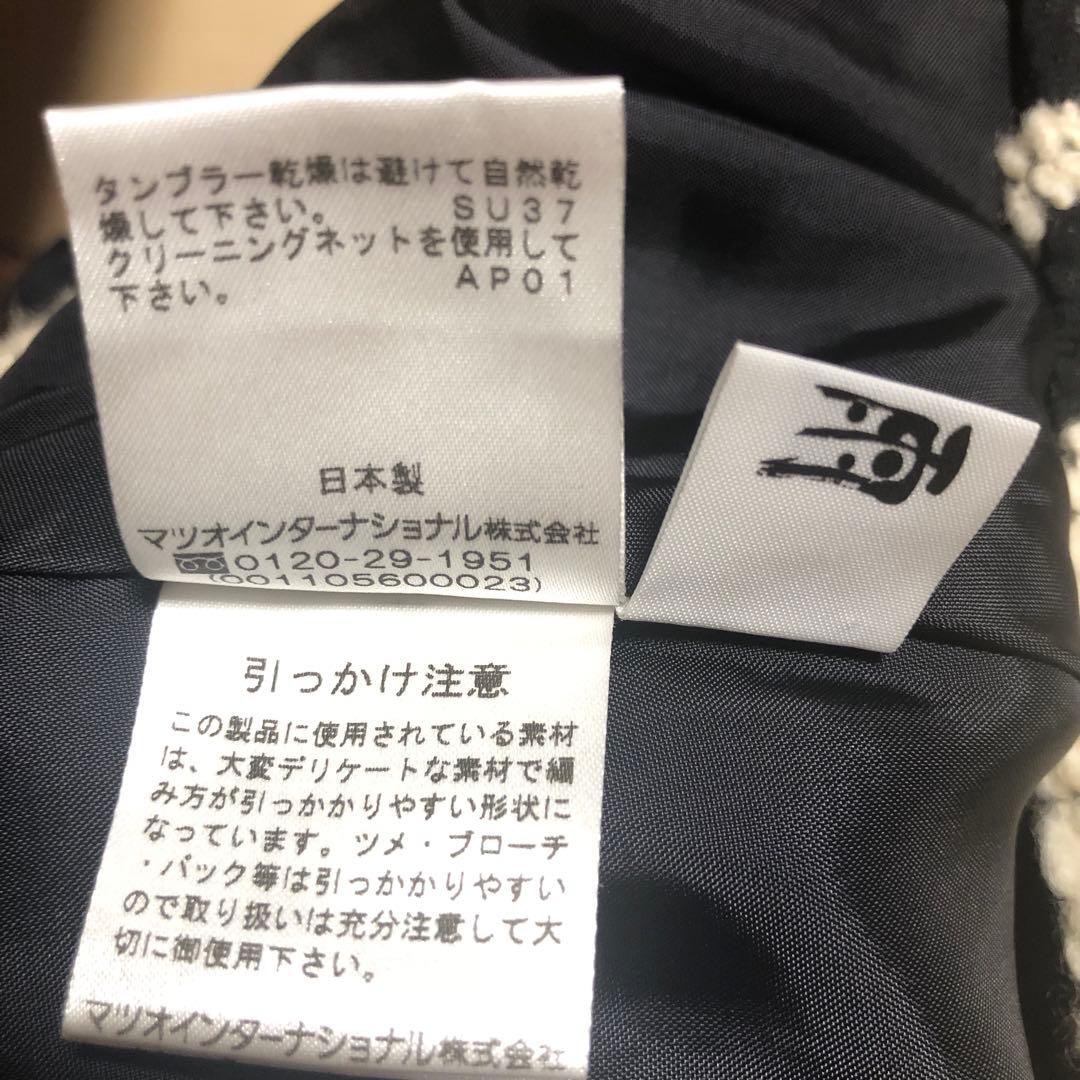 タンブラー乾燥は避けて自然乾
燥して下さい。 SU37
クリーニングネットを使用して
下さい。 AP01
日本製
マツオインターナショナル株式会社
0120-29-1951
(001105600023)
引っかけ注意
この製品に使用されている素材
は、大変デリケートな素材で編
み方が引っかかりやすい形状に
なっています。ツメ・ブローチ
・バック等は引っかかりやすい
ので取り扱いは充分注意して大
切に御使用下さい。
マツオインターナショナル株式会社